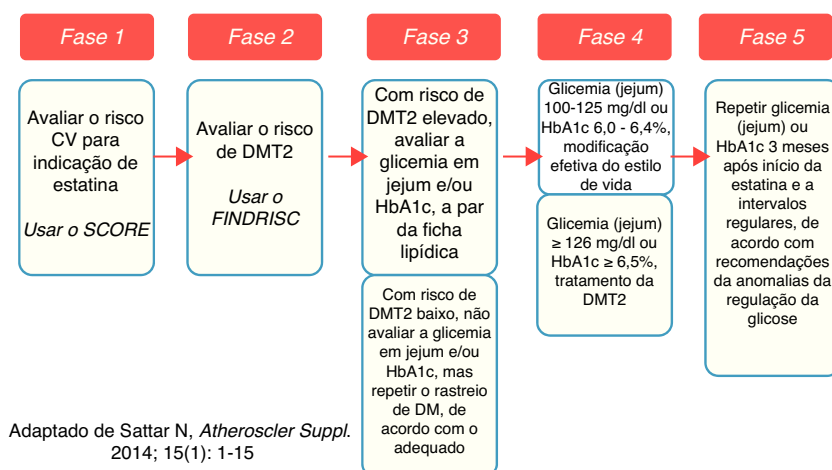 Fase 1
Fase 2
Fase 3
Fase 4
Fase 5
Avaliar o risco
CV para
indicação de
estatina
Usar o SCORE
Avaliar o risco
de DMT2
Usar o
FINDRISC
Com risco de
DMT2 elevado,
avaliar a
glicemia em
jejum e/ou
HbA1c, a par
da ficha
lipídica
Com risco de
DMT2 baixo, não
avaliar a glicemia
em jejum e/ou
HbA1c, mas
repetir o rastreio
de DM, de
acordo com o
adequado
Glicemia (jejum)
100-125 mg/dl ou
HbA1c 6,0 - 6,4%,
modificação
efetiva do estilo
de vida
Glicemia (jejum)
≥ 126 mg/dl ou
HbA1c ≥ 6,5%,
tratamento da
DMT2
Repetir glicemia
(jejum) ou
HbA1c 3 meses
após início da
estatina e a
intervalos
regulares, de
acordo com
recomendações
da anomalias da
regulação da
glicose
Adaptado de Sattar N, Atheroscler Suppl.
2014; 15(1): 1-15